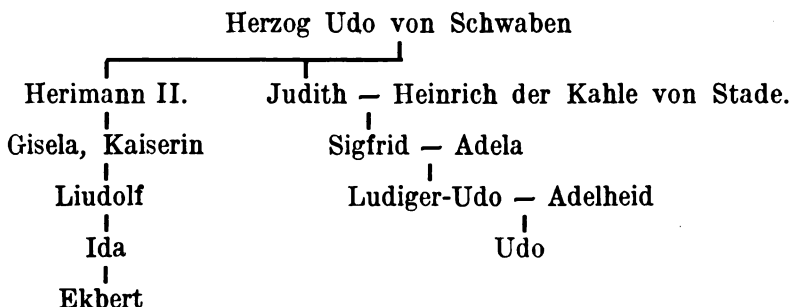 Herzog Udo von Schwaben
Herimann II. Judith — Heinrich der Kahle von Stade.
Gisela, Kaiserin Sigfrid — Adela
Liudolf Ludiger-Udo — Adelheid
Ida Udo
Ekbert